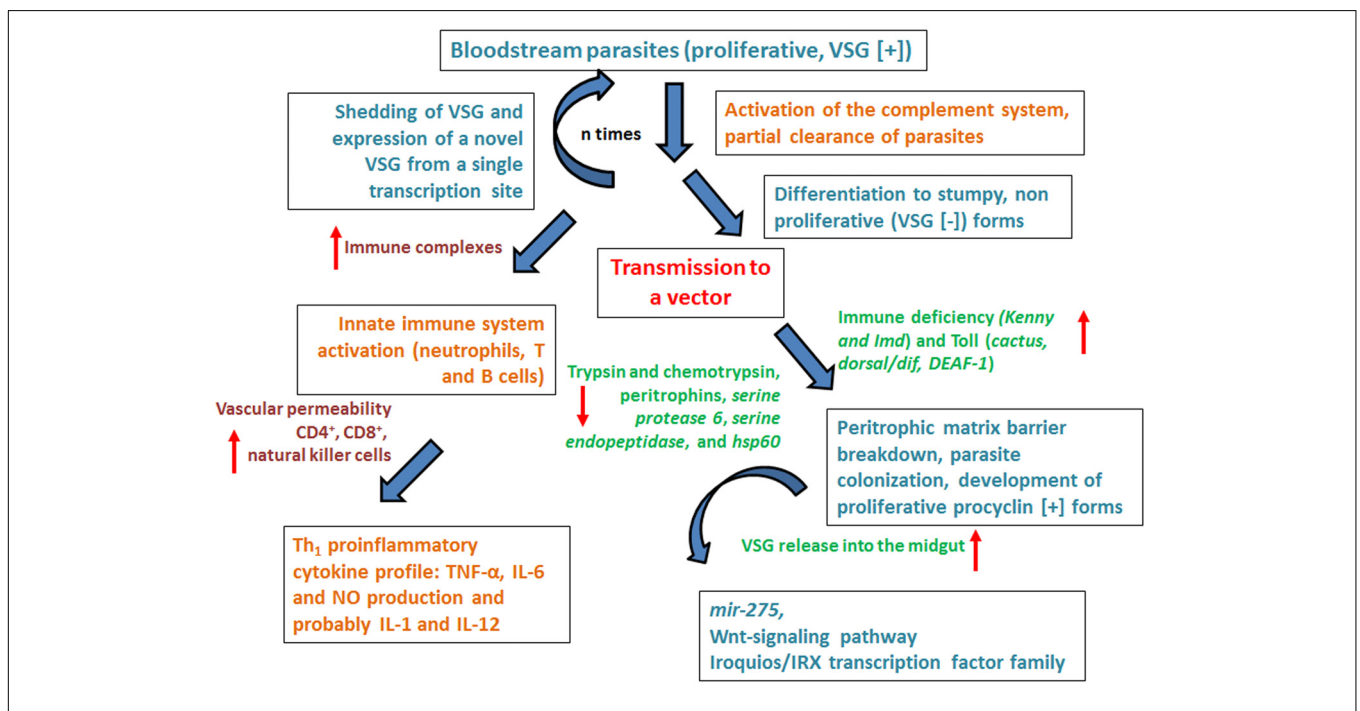 Bloodstream parasites (proliferative, VSG [+])
Shedding of VSG and
expression of a novel
VSG from a single
transcription site
n times
Activation of the complement system,
partial clearance of parasites
Differentiation to stumpy, non
proliferative (VSG [-]) forms
Immune complexes
Transmission to
a vector
Innate immune system
activation (neutrophils, T
and B cells)
Immune deficiency (Kenny
and Imd) and Toll (cactus,
dorsal/dif, DEAF-1)
Trypsin and chemotrypsin,
peritrophins, serine
protease 6, serine
endopeptidase, and hsp60
Vascular permeability
CD4⁺, CD8⁺,
natural killer cells
Peritrophic matrix barrier
breakdown, parasite
colonization, development of
proliferative procyclin [+] forms
Th₁ proinflammatory
cytokine profile: TNF-α, IL-6
and NO production and
probably IL-1 and IL-12
VSG release into the midgut
mir-275,
Wnt-signaling pathway
Iroquios/IRX transcription factor family